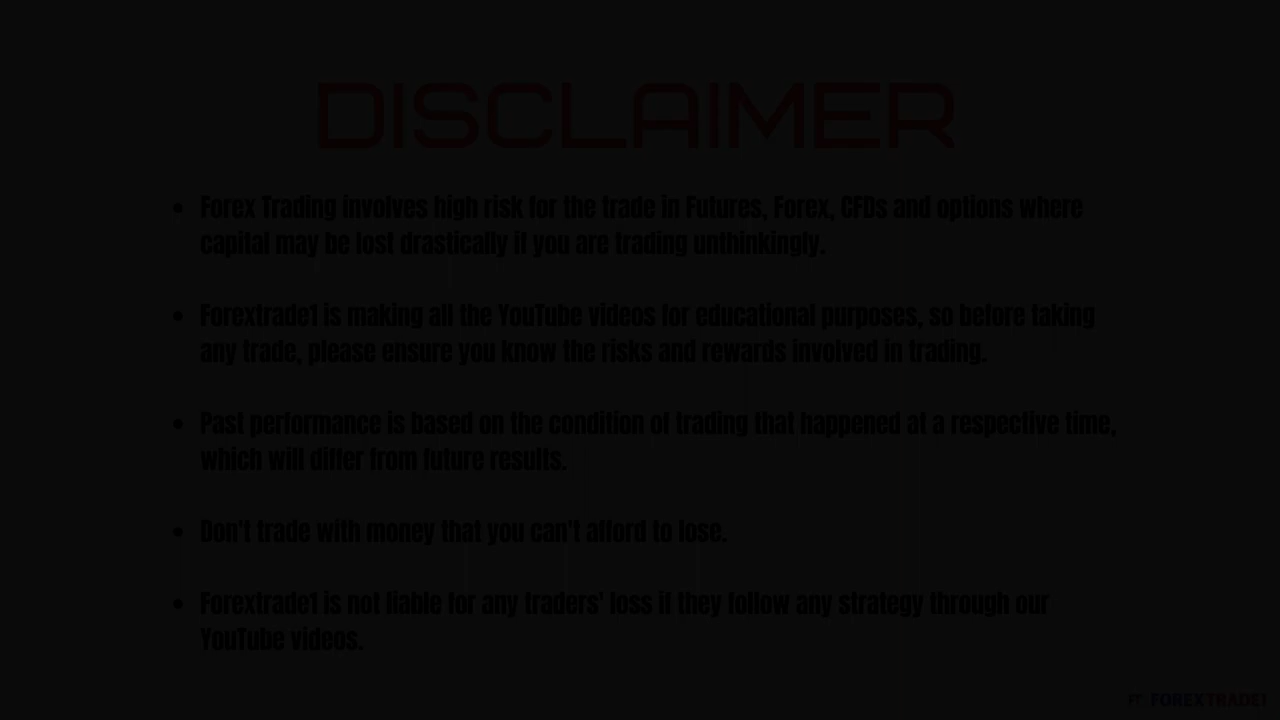 DISCLAIMER
• Forex Trading involves high risk for the trade in Futures, Forex, CFDs and options where
capital may be lost drastically if you are trading unthinkingly.
• Forextrade1 is making all the YouTube videos for educational purposes, so before taking
any trade, please ensure you know the risks and rewards involved in trading.
• Past performance is based on the condition of trading that happened at a respective time,
which will differ from future results.
• Don't trade with money that you can't afford to lose.
• Forextrade1 is not liable for any traders' loss if they follow any strategy through our
YouTube videos.
FOREXTRADE1